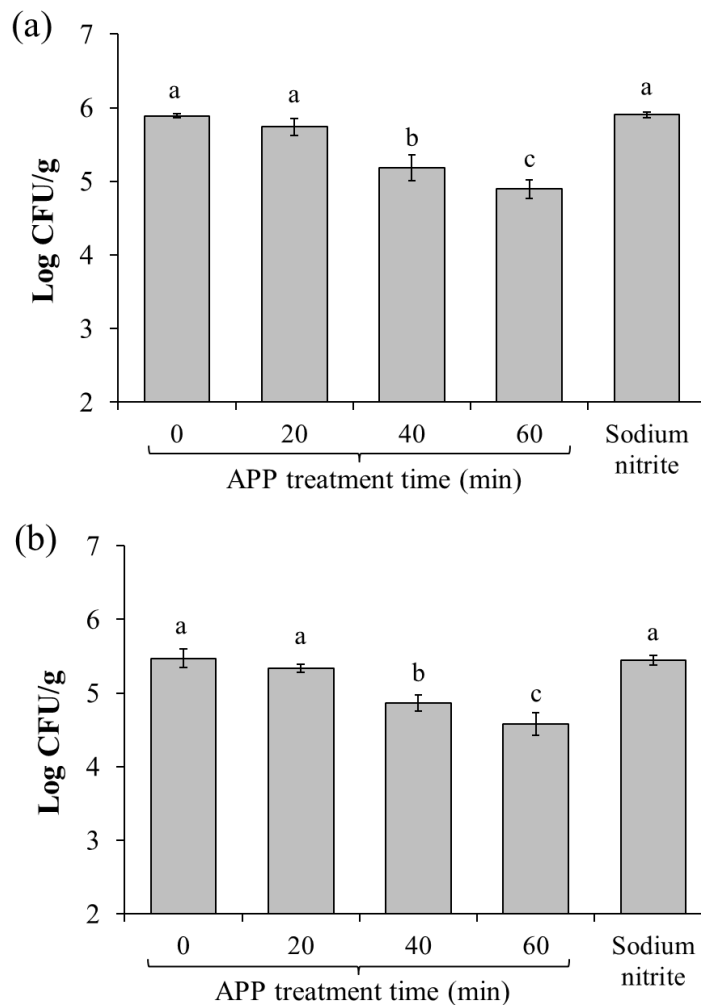 (a)
7
6
5
4
3
2
Log CFU/g
a
a
b
c
a
0 20 40 60 Sodium
nitrite
APP treatment time (min)
(b)
7
6
5
4
3
2
Log CFU/g
a
a
b
c
a
0 20 40 60 Sodium
nitrite
APP treatment time (min)